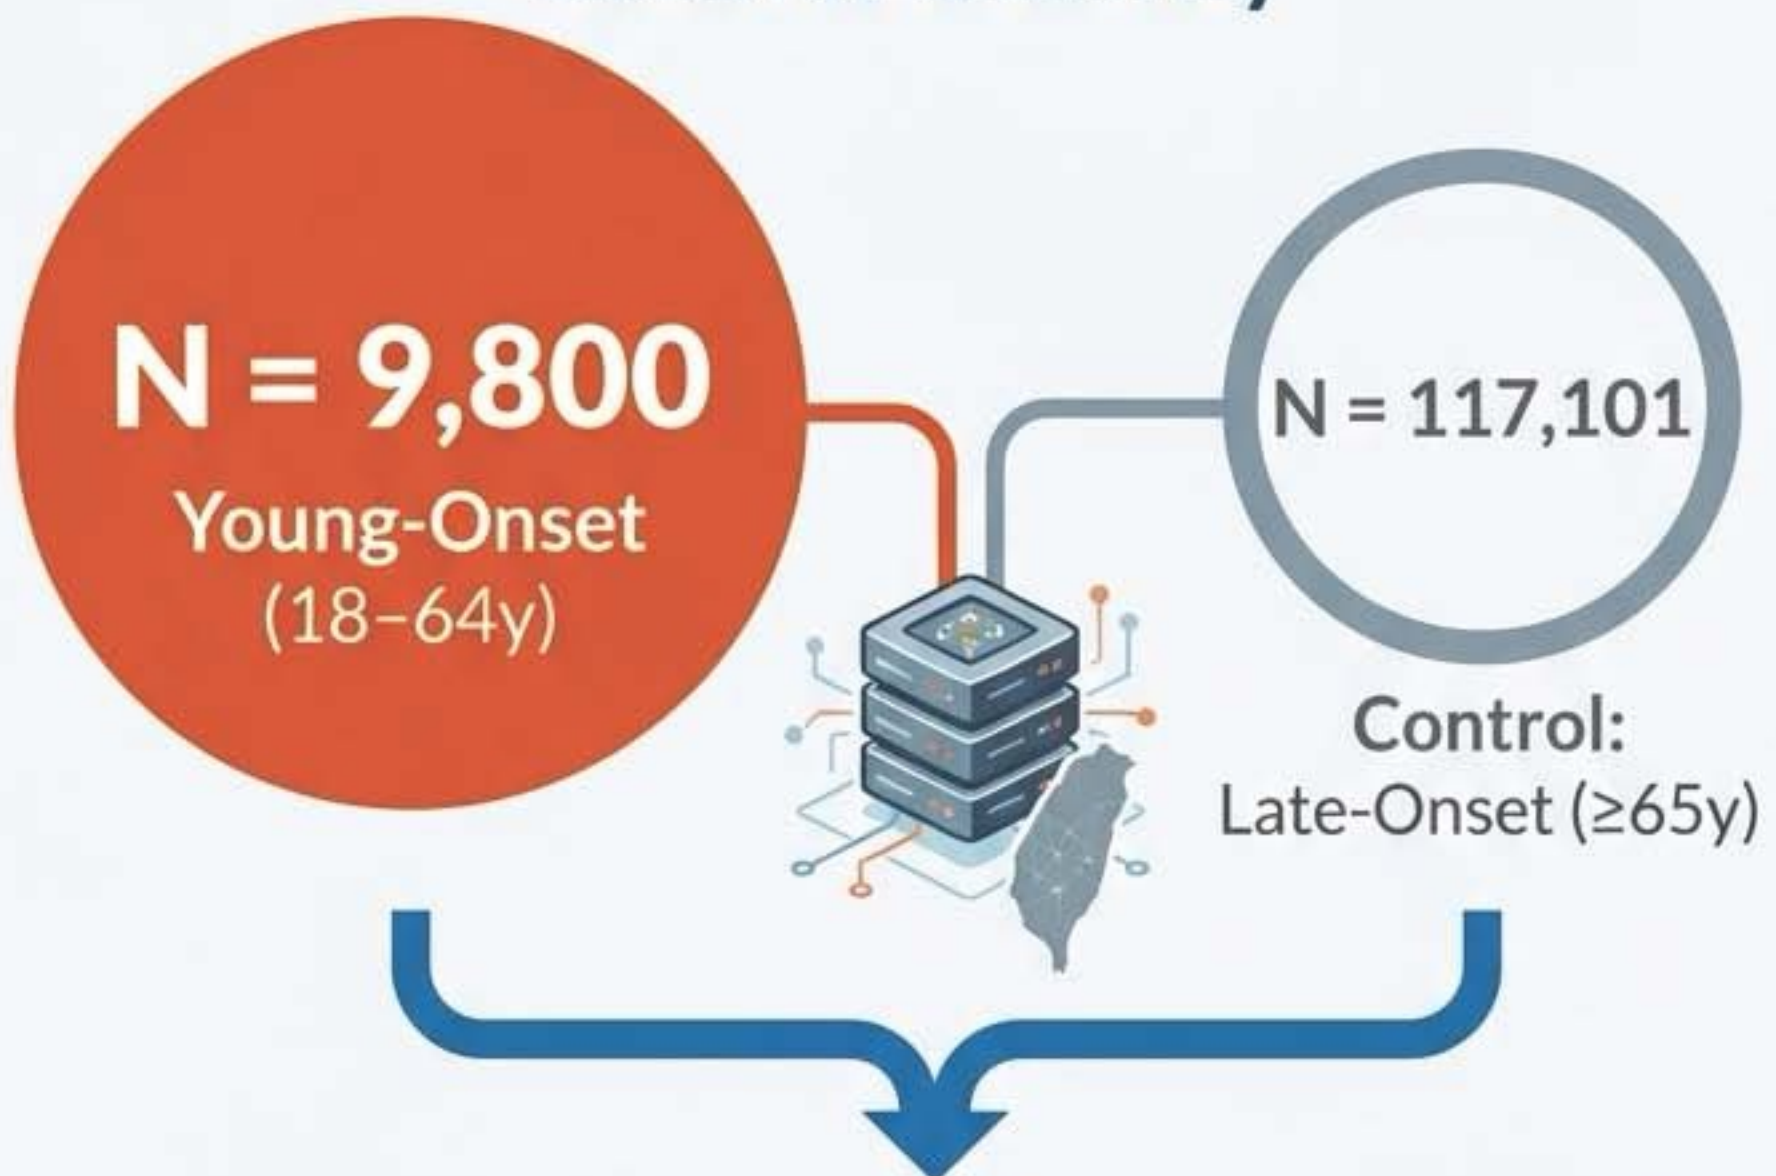 N = 9,800
Young-Onset
(18–64y)
N = 117,101
Control:
Late-Onset (≥65y)